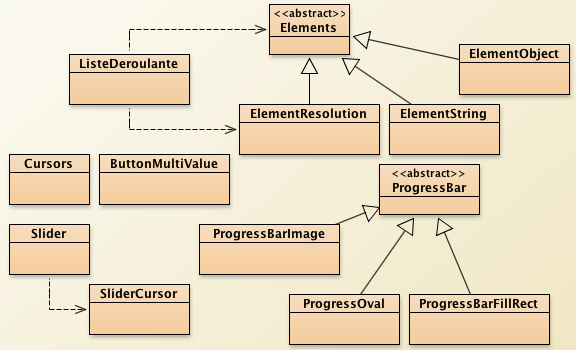 <<abstract>>
Elements
ElementObject
ListeDeroulante
ElementResolution
ElementString
Cursors
ButtonMultiValue
<<abstract>>
ProgressBar
Slider
ProgressBarImage
SliderCursor
ProgressOval
ProgressBarFillRect